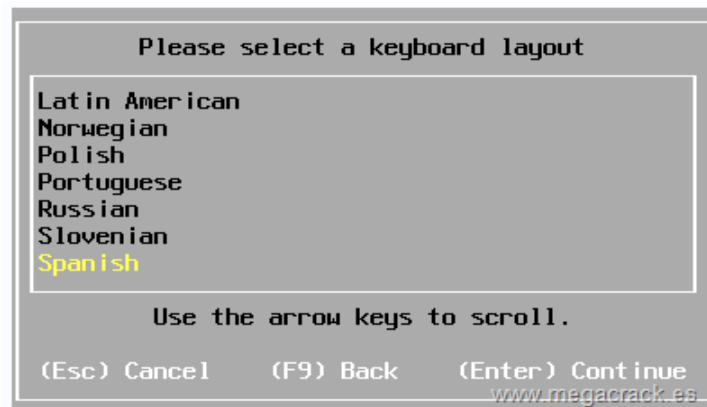 Please select a keyboard layout
Latin American
Norwegian
Polish
Portuguese
Russian
Slovenian
Spanish
Use the arrow keys to scroll.
(Esc) Cancel (F9) Back (Enter) Continue
www.megacrack.es